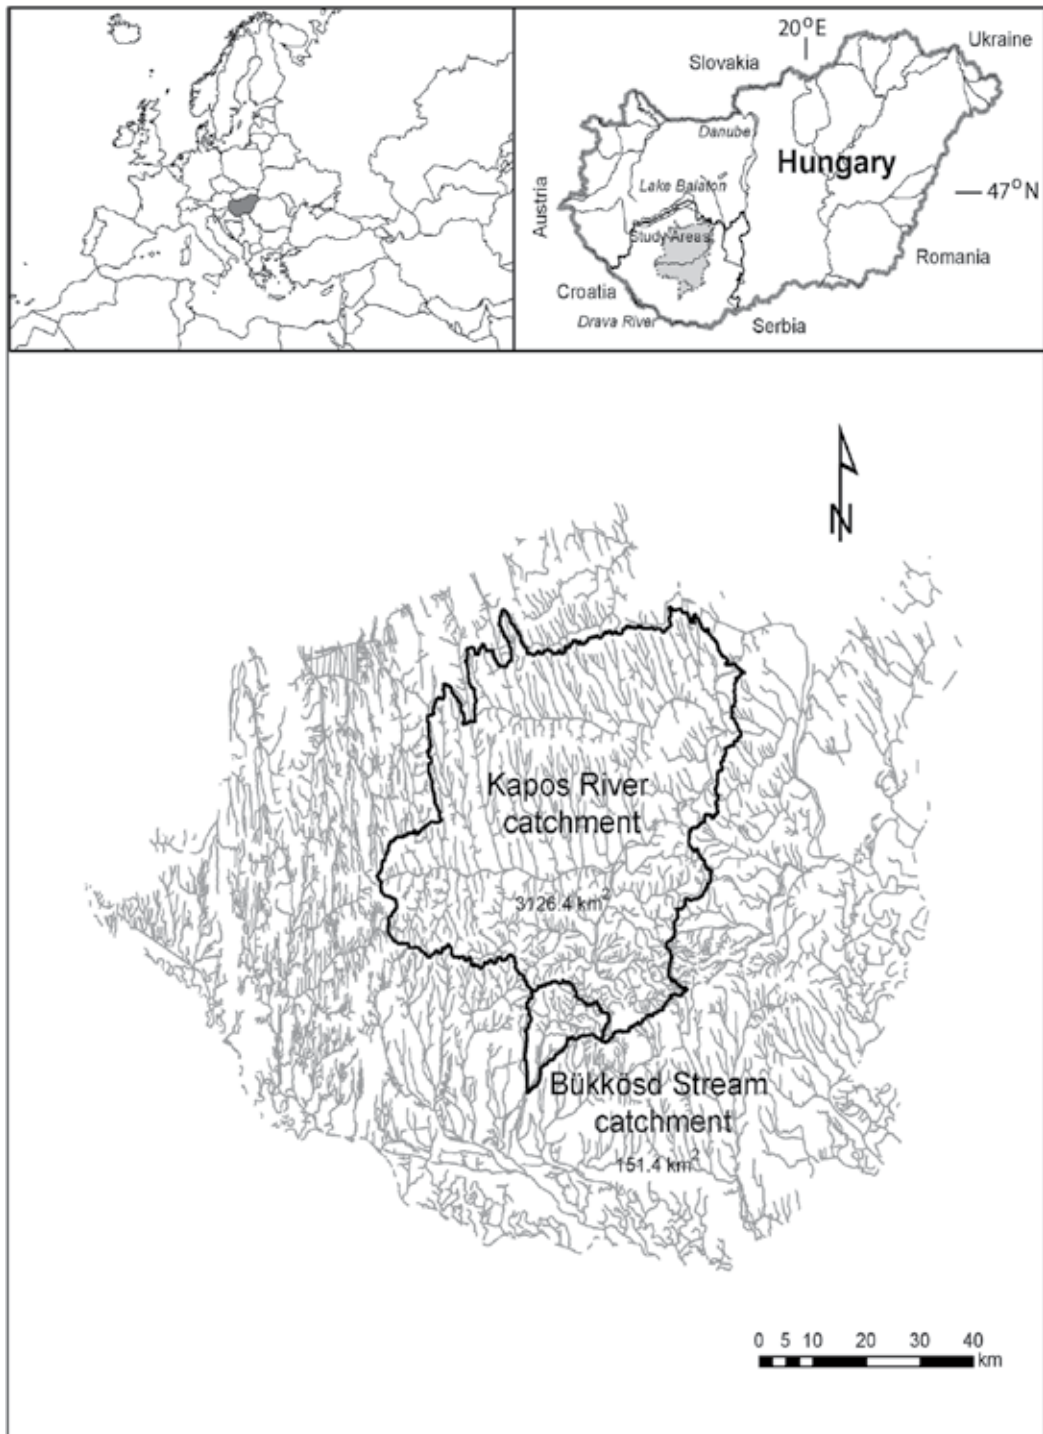 20°E
Slovakia
Ukraine
Danube
Hungary
Lake Balaton
47°N
Austria
Study Areas
Romania
Croatia
Drava River
Serbia
N
Kapos River
catchment
3126.4 km²
Bükkösd Stream
catchment
151.4 km²
0 5 10 20 30 40
km